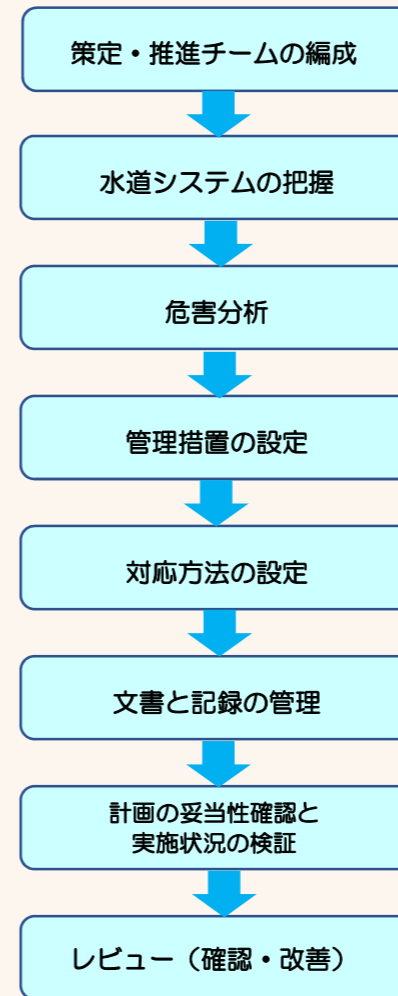 策定・推進チームの編成
水道システムの把握
危害分析
管理措置の設定
対応方法の設定
文書と記録の管理
計画の妥当性確認と
実施状況の検証
レビュー（確認・改善）